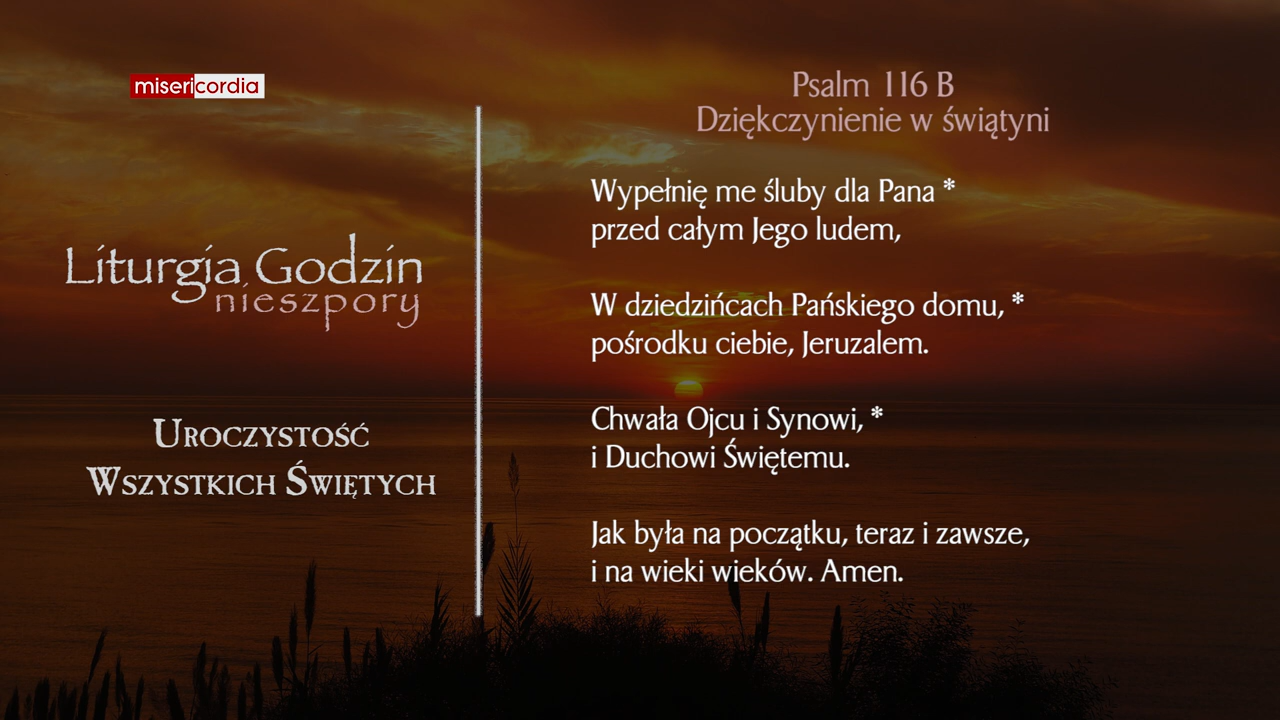 misericordia
Liturgia Godzin
nieszpory
Uroczystość
Wszystkich Świętych
Psalm 116 B
Dziękczynienie w świątyni
Wypełnię me śluby dla Pana *
przed całym Jego ludem,
W dziedzińcach Pańskiego domu, *
pośrodku ciebie, Jeruzalem.
Chwała Ojcu i Synowi, *
i Duchowi Świętemu.
Jak była na początku, teraz i zawsze,
i na wieki wieków. Amen.